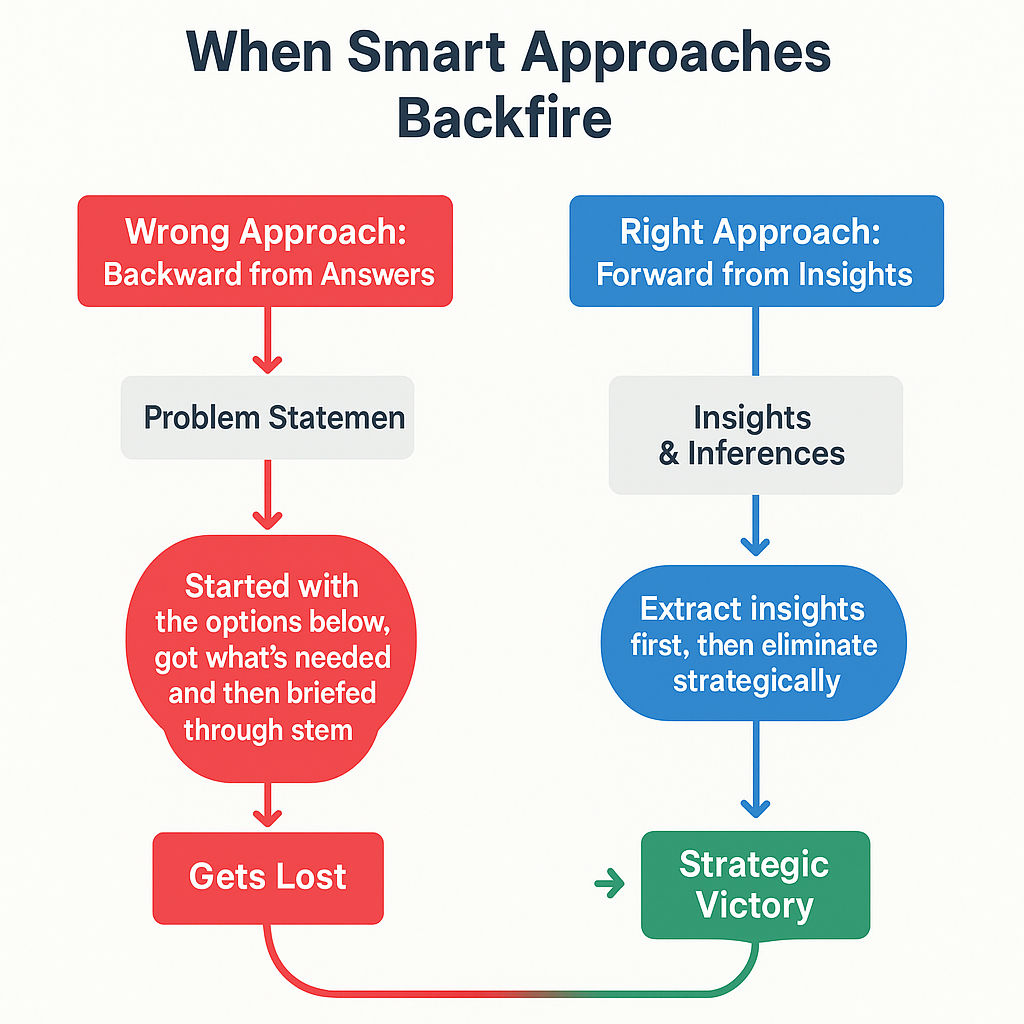 When Smart Approaches
Backfire
Wrong Approach:
Backward from Answers
Problem Statemen
Started with
the options below,
got what's needed
and then briefed
through stem
Gets Lost
Right Approach:
Forward from Insights
Insights
& Inferences
Extract insights
first, then eliminate
strategically
Strategic
Victory